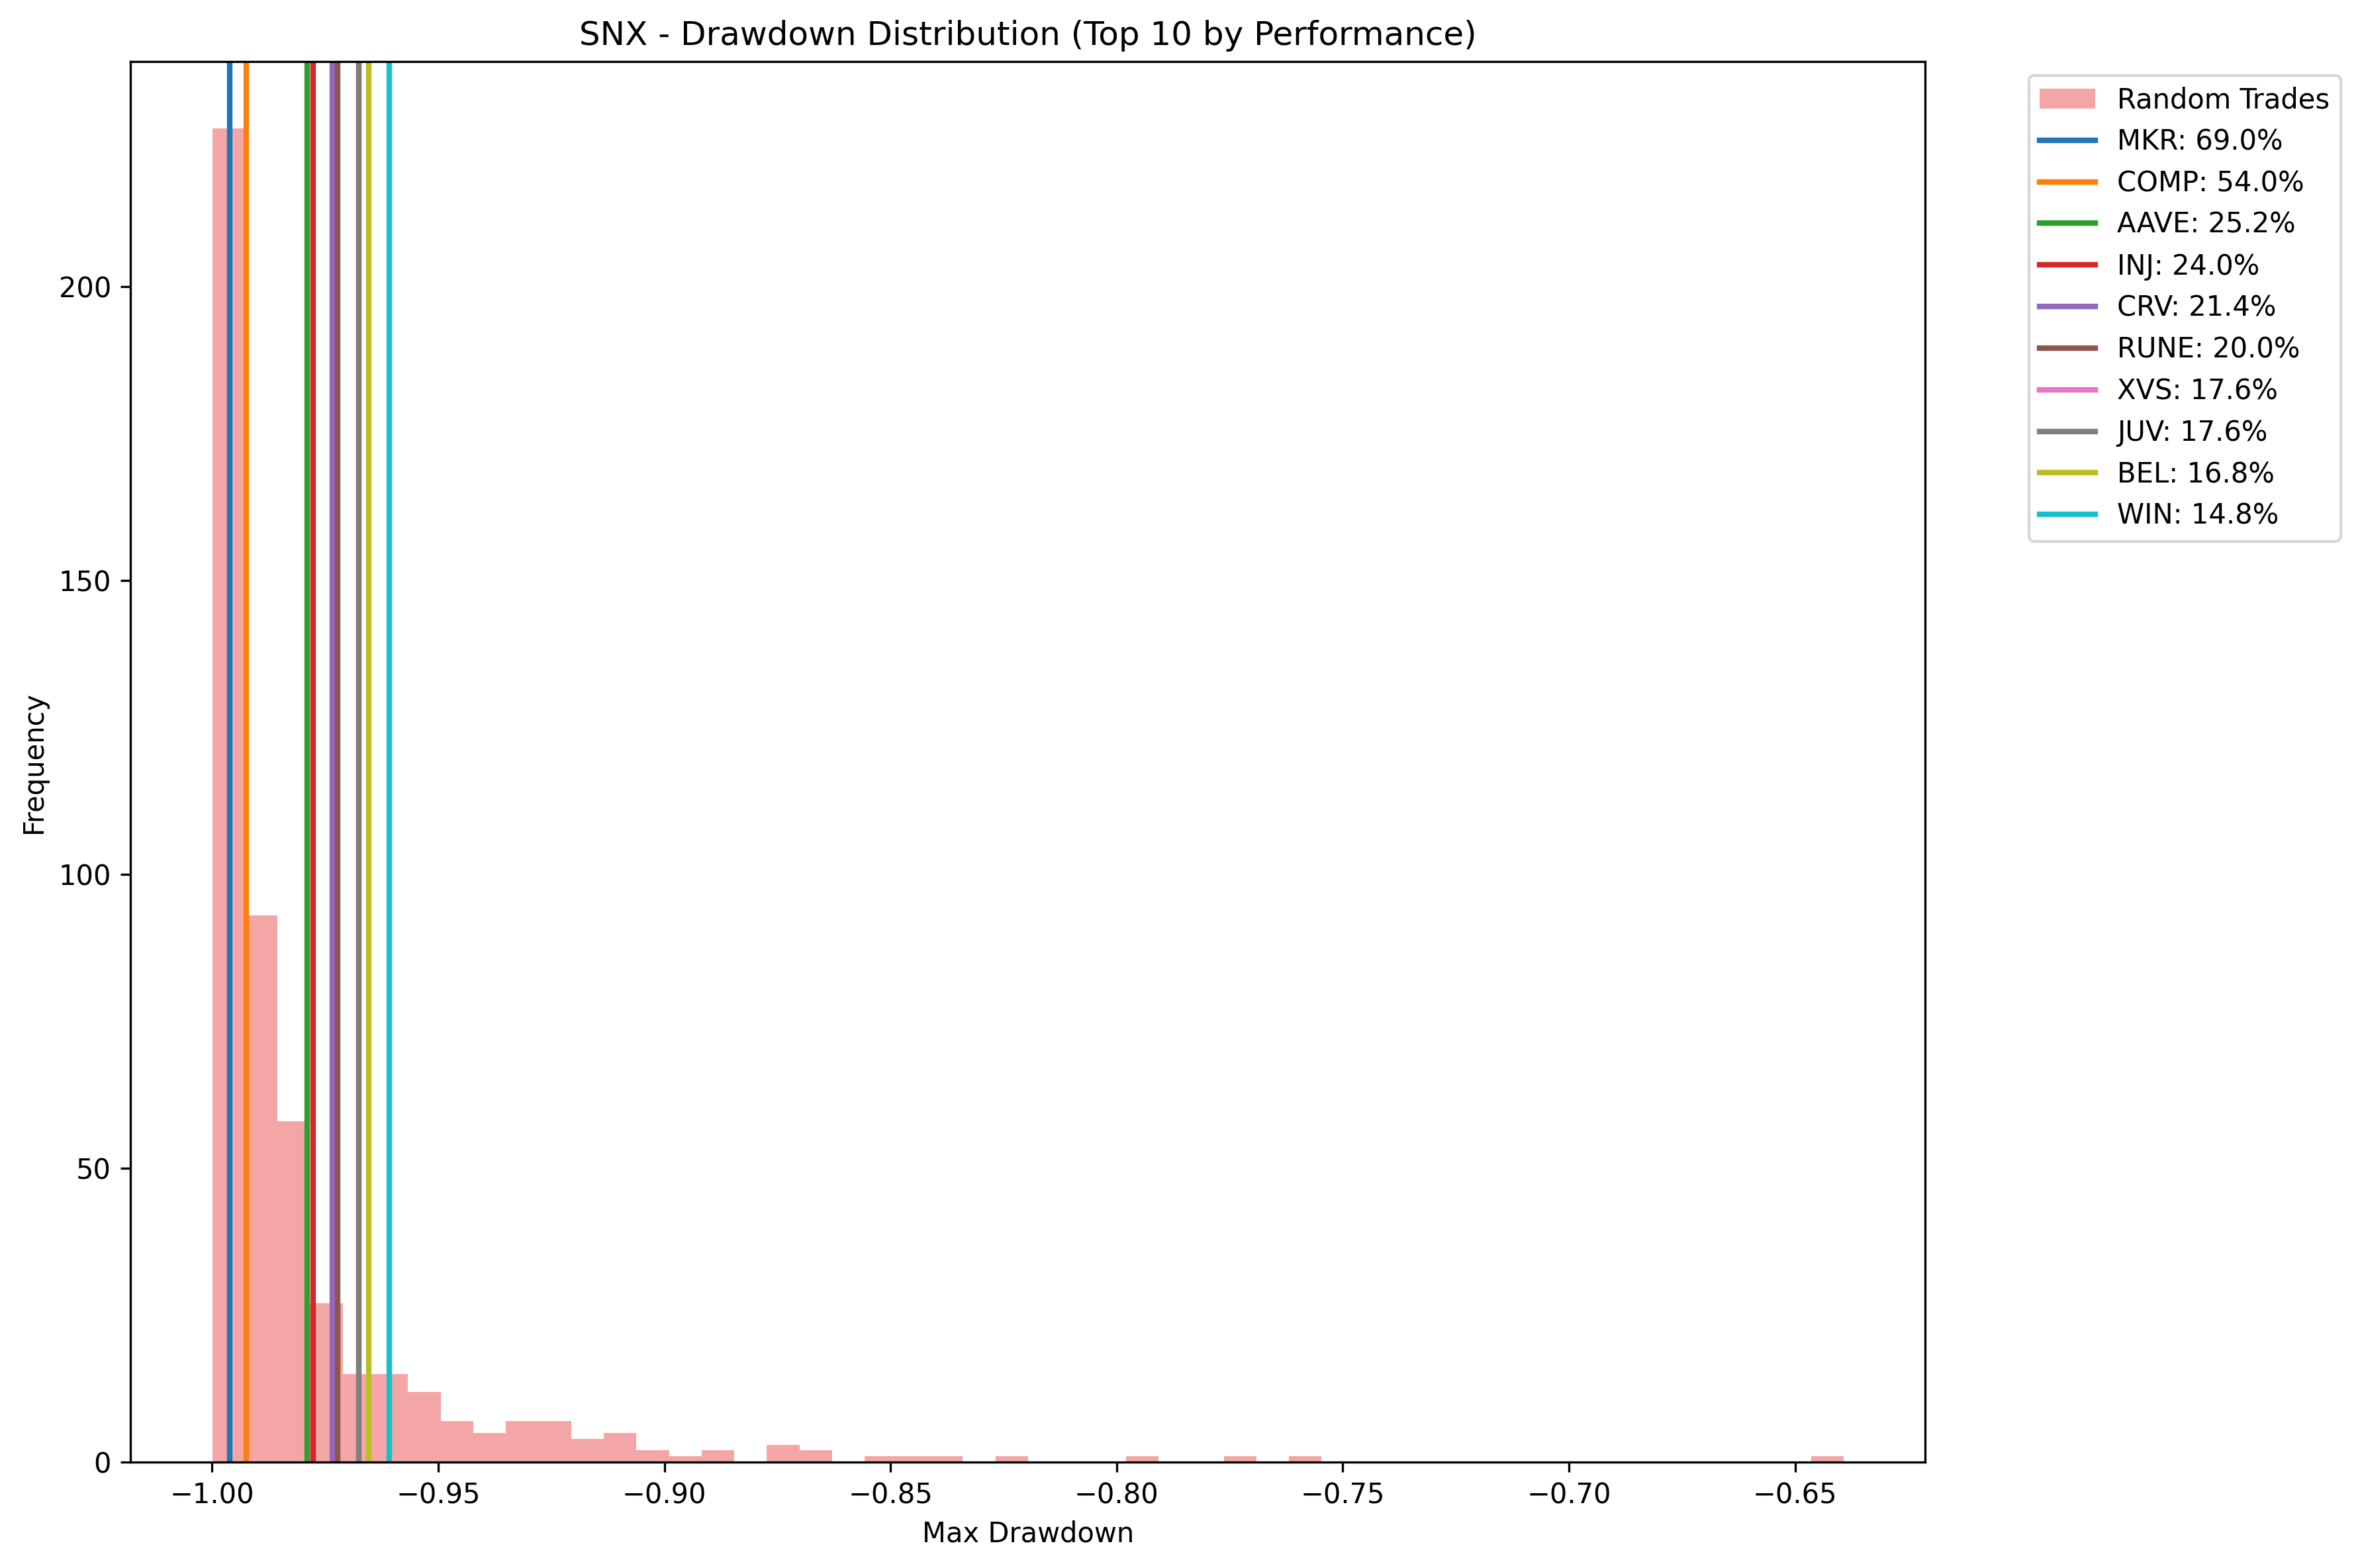 SNX - Drawdown Distribution (Top 10 by Performance)
Random Trades
MKR: 69.0%
COMP: 54.0%
AAVE: 25.2%
INJ: 24.0%
CRV: 21.4%
RUNE: 20.0%
XVS: 17.6%
JUV: 17.6%
BEL: 16.8%
WIN: 14.8%
Frequency
200
150
100
50
0
−1.00 −0.95 −0.90 −0.85 −0.80 −0.75 −0.70 −0.65
Max Drawdown